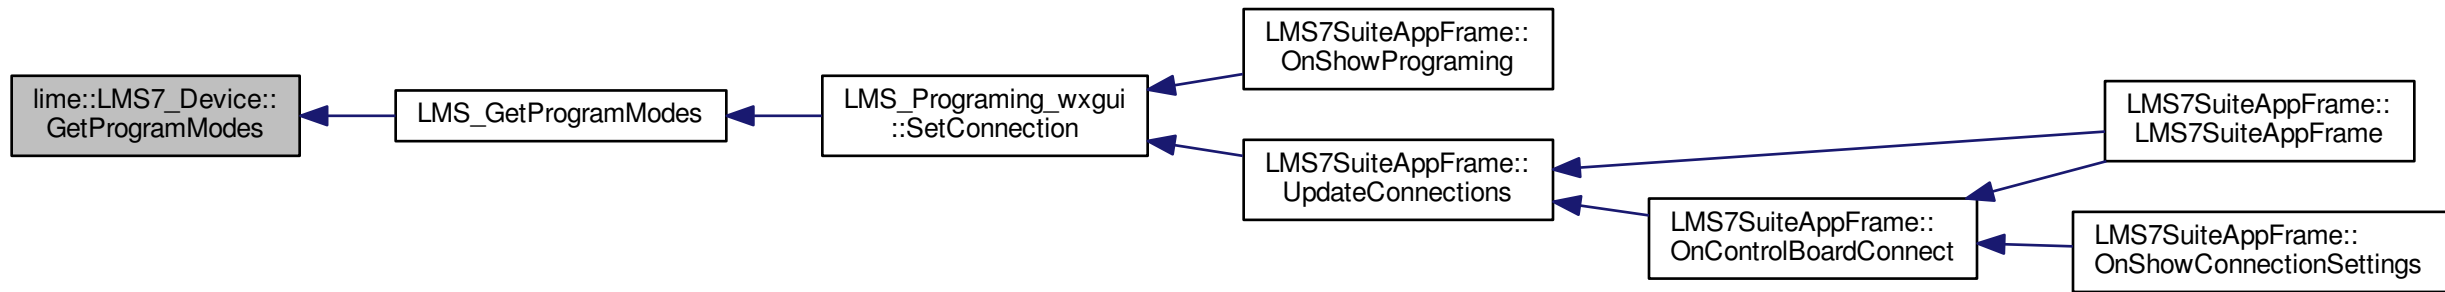 lime::LMS7_Device::
GetProgramModes
LMS_GetProgramModes
LMS_Programing_wxgui
::SetConnection
LMS7SuiteAppFrame::
OnShowPrograming
LMS7SuiteAppFrame::
UpdateConnections
LMS7SuiteAppFrame::
LMS7SuiteAppFrame
LMS7SuiteAppFrame::
OnControlBoardConnect
LMS7SuiteAppFrame::
OnShowConnectionSettings